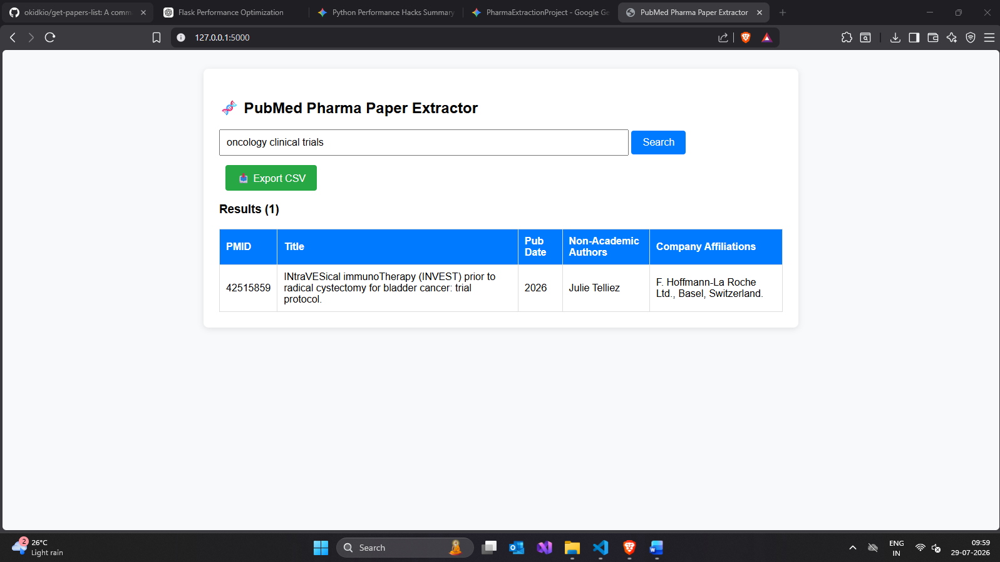 okidkio/get-papers-list: A comm
Flask Performance Optimization
Python Performance Hacks Summary
PharmaExtractionProject - Google Ge
PubMed Pharma Paper Extractor
127.0.0.1:5000
PubMed Pharma Paper Extractor
oncology clinical trials
Search
Export CSV
Results (1)
PMID
Title
Pub
Date
Non-Academic
Authors
Company Affiliations
42515859
INtraVESical immunoTherapy (INVEST) prior to
radical cystectomy for bladder cancer: trial
protocol.
2026
Julie Telliez
F. Hoffmann-La Roche
Ltd., Basel, Switzerland.
2
26°C
Light rain
Search
ENG
IN
09:59
29-07-2026